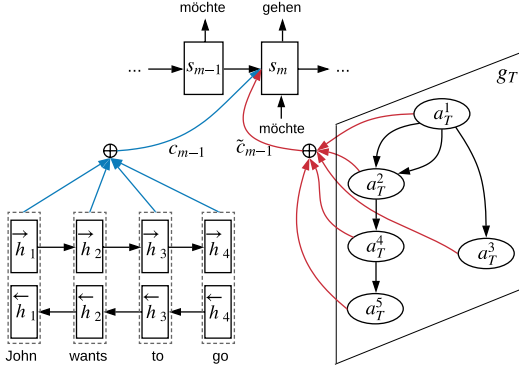 möchte gehen
... s_{m−1} s_m ...
g_T
möchte
c_{m−1} c̃_{m−1}
a_T^1
a_T^2
a_T^4 a_T^3
a_T^5
→h_1 →h_2 →h_3 →h_4
←h_1 ←h_2 ←h_3 ←h_4
John wants to go